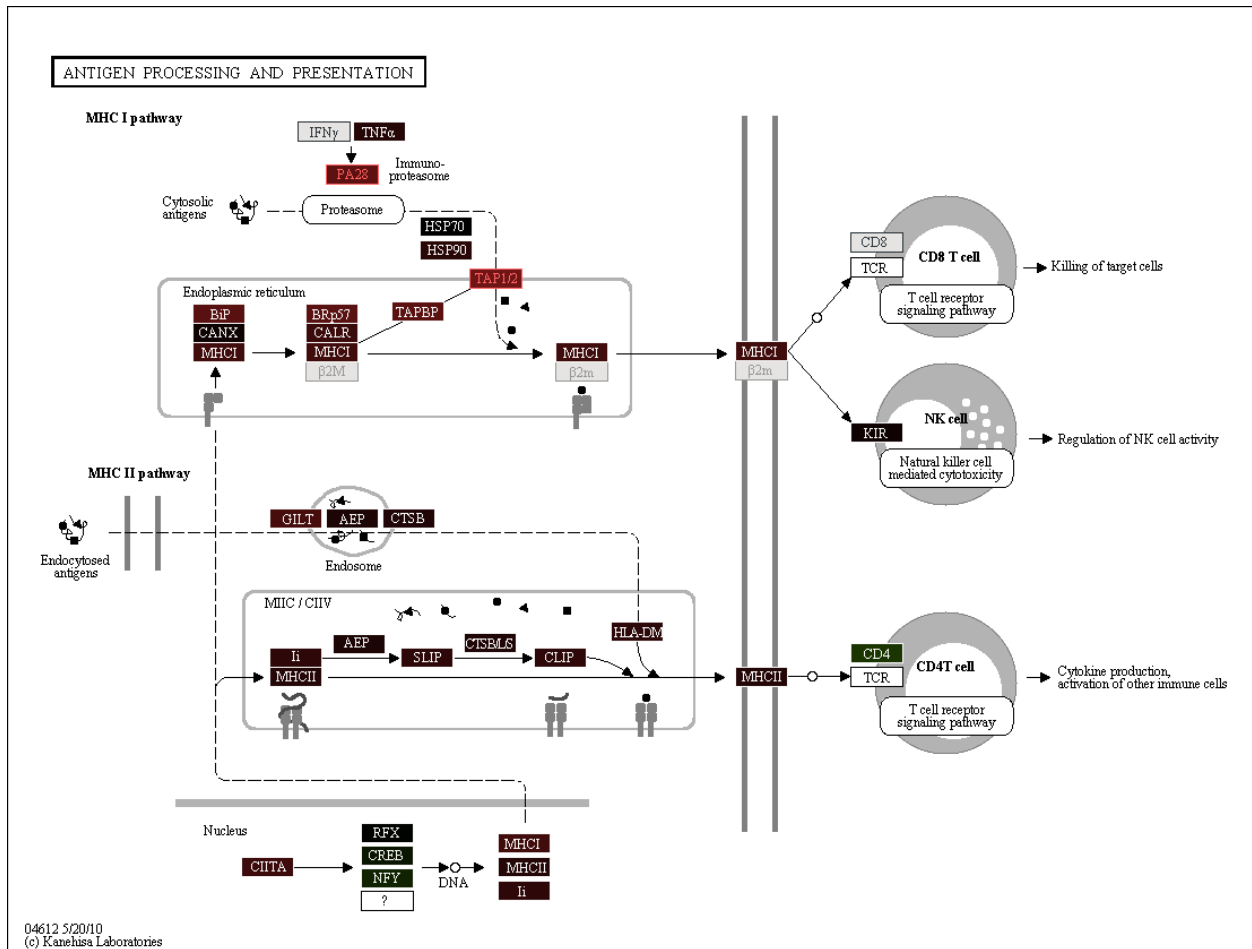 ANTIGEN PROCESSING AND PRESENTATION
MHC I pathway
IFNγ
TNFα
PA28
Immuno-
proteasome
Cytosolic
antigens
Proteasome
HSP70
HSP90
TAP1/2
Endoplasmic reticulum
BiP
CANX
MHCI
BRp57
CALR
MHCI
β2M
TAPBP
MHCI
β2m
MHCI
β2m
CD8
TCR
CD8 T cell
T cell receptor
signaling pathway
Killing of target cells
KIR
NK cell
Natural killer cell
mediated cytotoxicity
Regulation of NK cell activity
MHC II pathway
Endocytosed
antigens
GILT
AEP
CTSB
Endosome
MIIC / CIIV
Ii
MHCII
AEP
SLIP
CTSB/L/S
CLIP
HLA-DM
MHCII
CD4
TCR
CD4T cell
T cell receptor
signaling pathway
Cytokine production,
activation of other immune cells
Nucleus
CIITA
RFX
CREB
NFY
?
DNA
MHCI
MHCII
Ii
04612 5/20/10
(c) Kanehisa Laboratories